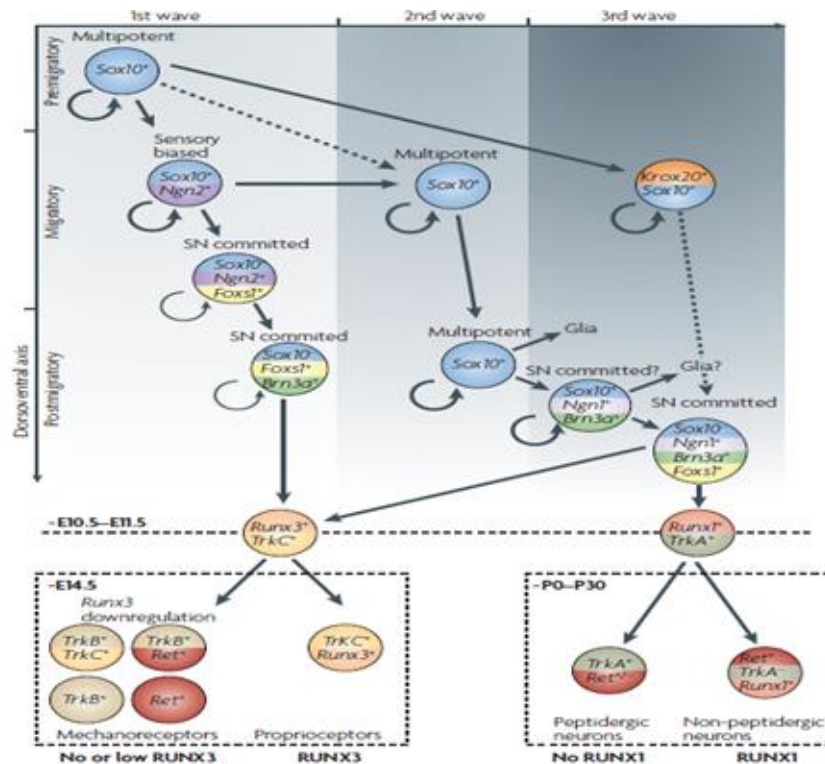 1st wave
2nd wave
3rd wave
Dorsoventral axis
Premigratory
Migratory
Postmigratory
Multipotent
Sox10⁺
Sensory
biased
Sox10⁺
Ngn2⁺
Multipotent
Sox10⁺
Krox20⁺
Sox10⁺
SN committed
Sox10⁺
Ngn2⁺
Foxs1⁺
SN commited
Sox10
Foxs1⁺
Brn3a⁺
Multipotent
Sox10⁺
Glia
SN committed?
Sox10⁺
Ngn1⁺
Brn3a⁺
Glia?
SN committed
Sox10
Ngn1⁺
Brn3a⁺
Foxs1⁺
~E10.5–E11.5
Runx3⁺
TrkC⁺
Runx1⁺
TrkA⁺
~E14.5
Runx3
downregulation
TrkB⁺
TrkC⁺
TrkB⁺
Ret⁺
TrkB⁺
Ret⁺
TrKC⁺
Runx3⁺
Mechanoreceptors
No or low RUNX3
Proprioceptors
RUNX3
~P0–P30
TrkA⁺
Ret⁺/
Ret⁺
TrkA
Runx1⁺
Peptidergic
neurons
No RUNX1
Non-peptidergic
neurons
RUNX1